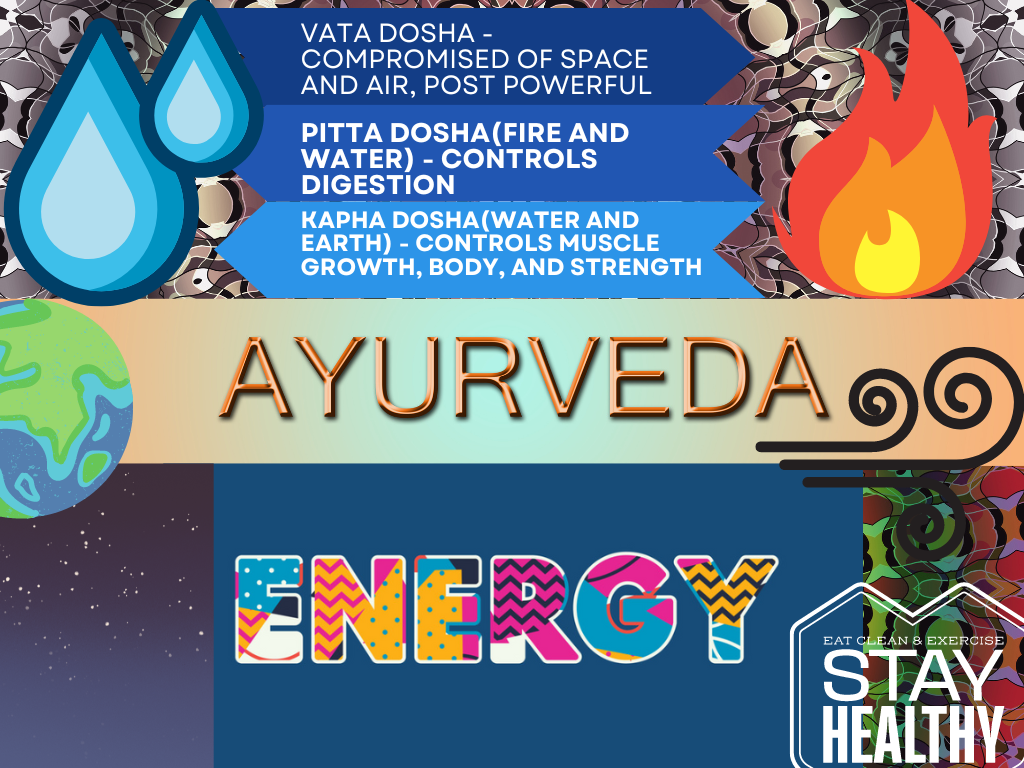 VATA DOSHA -
COMPROMISED OF SPACE
AND AIR, POST POWERFUL
PITTA DOSHA(FIRE AND
WATER) - CONTROLS
DIGESTION
KAPHA DOSHA(WATER AND
EARTH) - CONTROLS MUSCLE
GROWTH, BODY, AND STRENGTH
AYURVEDA
ENERGY
EAT CLEAN & EXERCISE
STAY
HEALTHY